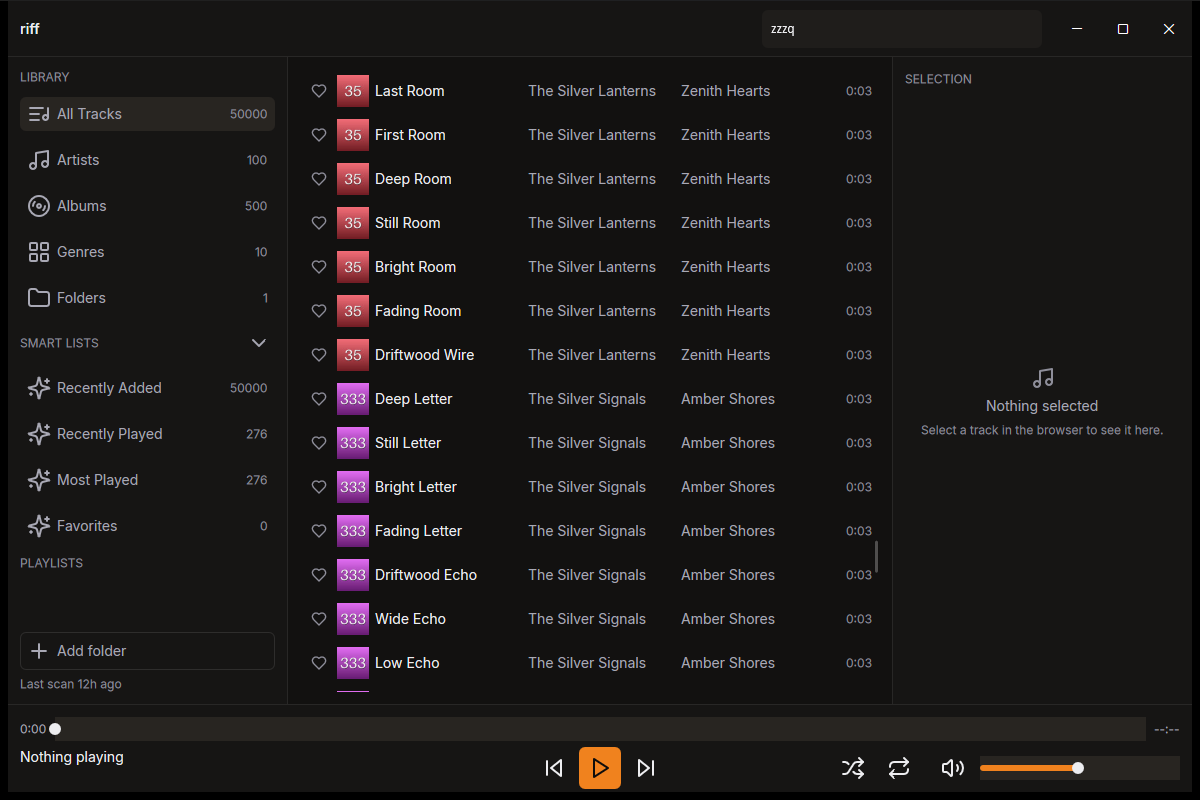 riff
zzzq
LIBRARY
All Tracks 50000
Artists 100
Albums 500
Genres 10
Folders 1
SMART LISTS
Recently Added 50000
Recently Played 276
Most Played 276
Favorites 0
PLAYLISTS
Add folder
Last scan 12h ago
35 Last Room The Silver Lanterns Zenith Hearts 0:03
35 First Room The Silver Lanterns Zenith Hearts 0:03
35 Deep Room The Silver Lanterns Zenith Hearts 0:03
35 Still Room The Silver Lanterns Zenith Hearts 0:03
35 Bright Room The Silver Lanterns Zenith Hearts 0:03
35 Fading Room The Silver Lanterns Zenith Hearts 0:03
35 Driftwood Wire The Silver Lanterns Zenith Hearts 0:03
333 Deep Letter The Silver Signals Amber Shores 0:03
333 Still Letter The Silver Signals Amber Shores 0:03
333 Bright Letter The Silver Signals Amber Shores 0:03
333 Fading Letter The Silver Signals Amber Shores 0:03
333 Driftwood Echo The Silver Signals Amber Shores 0:03
333 Wide Echo The Silver Signals Amber Shores 0:03
333 Low Echo The Silver Signals Amber Shores 0:03
SELECTION
Nothing selected
Select a track in the browser to see it here.
0:00 --:--
Nothing playing